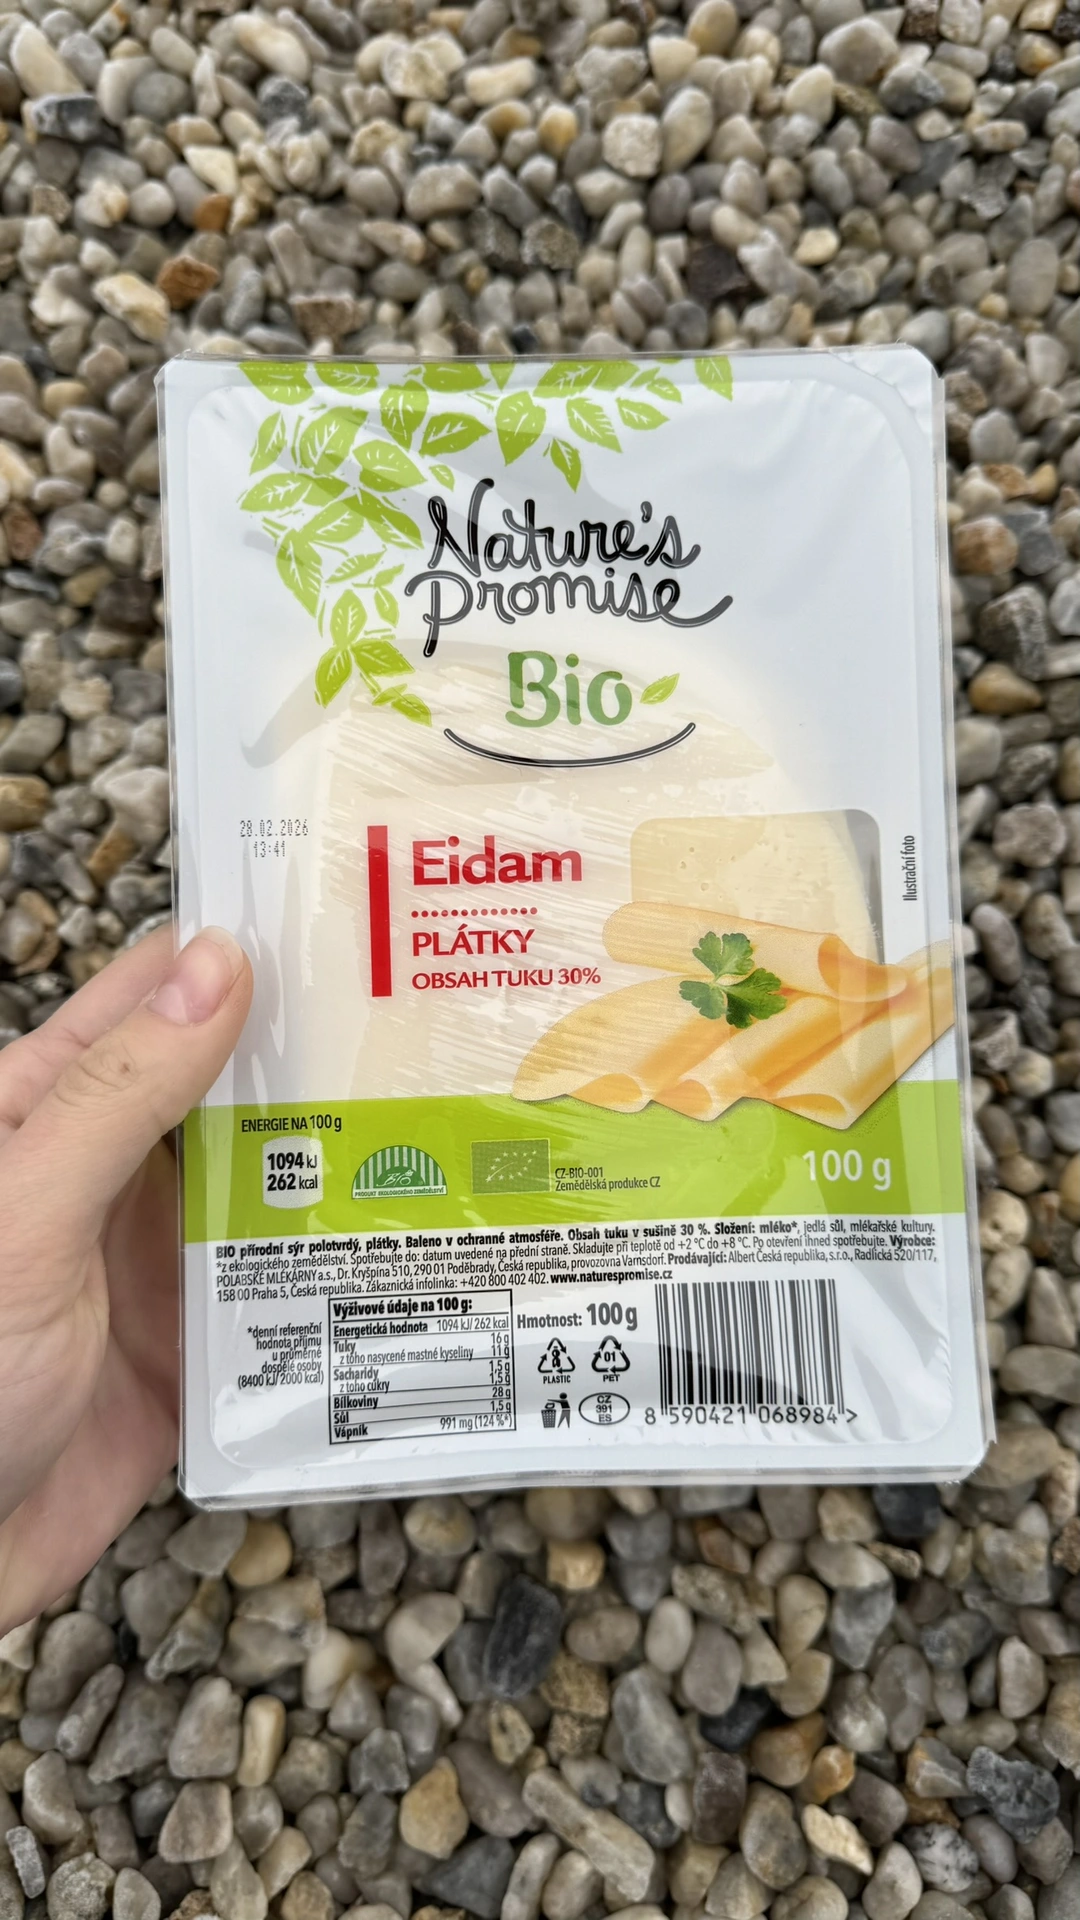 Nature's
Promise
Bio
28.02.2026
13:41
Eidam
PLÁTKY
OBSAH TUKU 30%
Ilustrační foto
ENERGIE NA 100 g
1094 kJ
262 kcal
BIO
PRODUKT EKOLOGICKÉHO ZEMĚDĚLSTVÍ
CZ-BIO-001
Zemědělská produkce CZ
100 g
BIO přírodní sýr polotvrdý, plátky. Baleno v ochranné atmosféře. Obsah tuku v sušině 30 %. Složení: mléko*, jedlá sůl, mlékařské kultury.
*z ekologického zemědělství. Spotřebujte do: datum uvedené na přední straně. Skladujte při teplotě od +2 °C do +8 °C. Po otevření ihned spotřebujte. Výrobce:
POLABSKÉ MLÉKÁRNY a.s., Dr. Kryšpína 510, 290 01 Poděbrady, Česká republika, provozovna Varnsdorf. Prodávající: Albert Česká republika, s.r.o., Radlická 520/117,
158 00 Praha 5, Česká republika. Zákaznická infolinka: +420 800 402 402. www.naturespromise.cz
*denní referenční
hodnota příjmu
u průměrné
dospělé osoby
(8400 kJ/2000 kcal)
Výživové údaje na 100 g:
Energetická hodnota 1094 kJ/ 262 kcal
Tuky 16 g
z toho nasycené mastné kyseliny 11 g
Sacharidy 1,5 g
z toho cukry 1,5 g
Bílkoviny 28 g
Sůl 1,5 g
Vápník 991 mg (124 %*)
Hmotnost: 100 g
PLASTIC
01
PET
CZ
391
ES
8 590421 068984 >